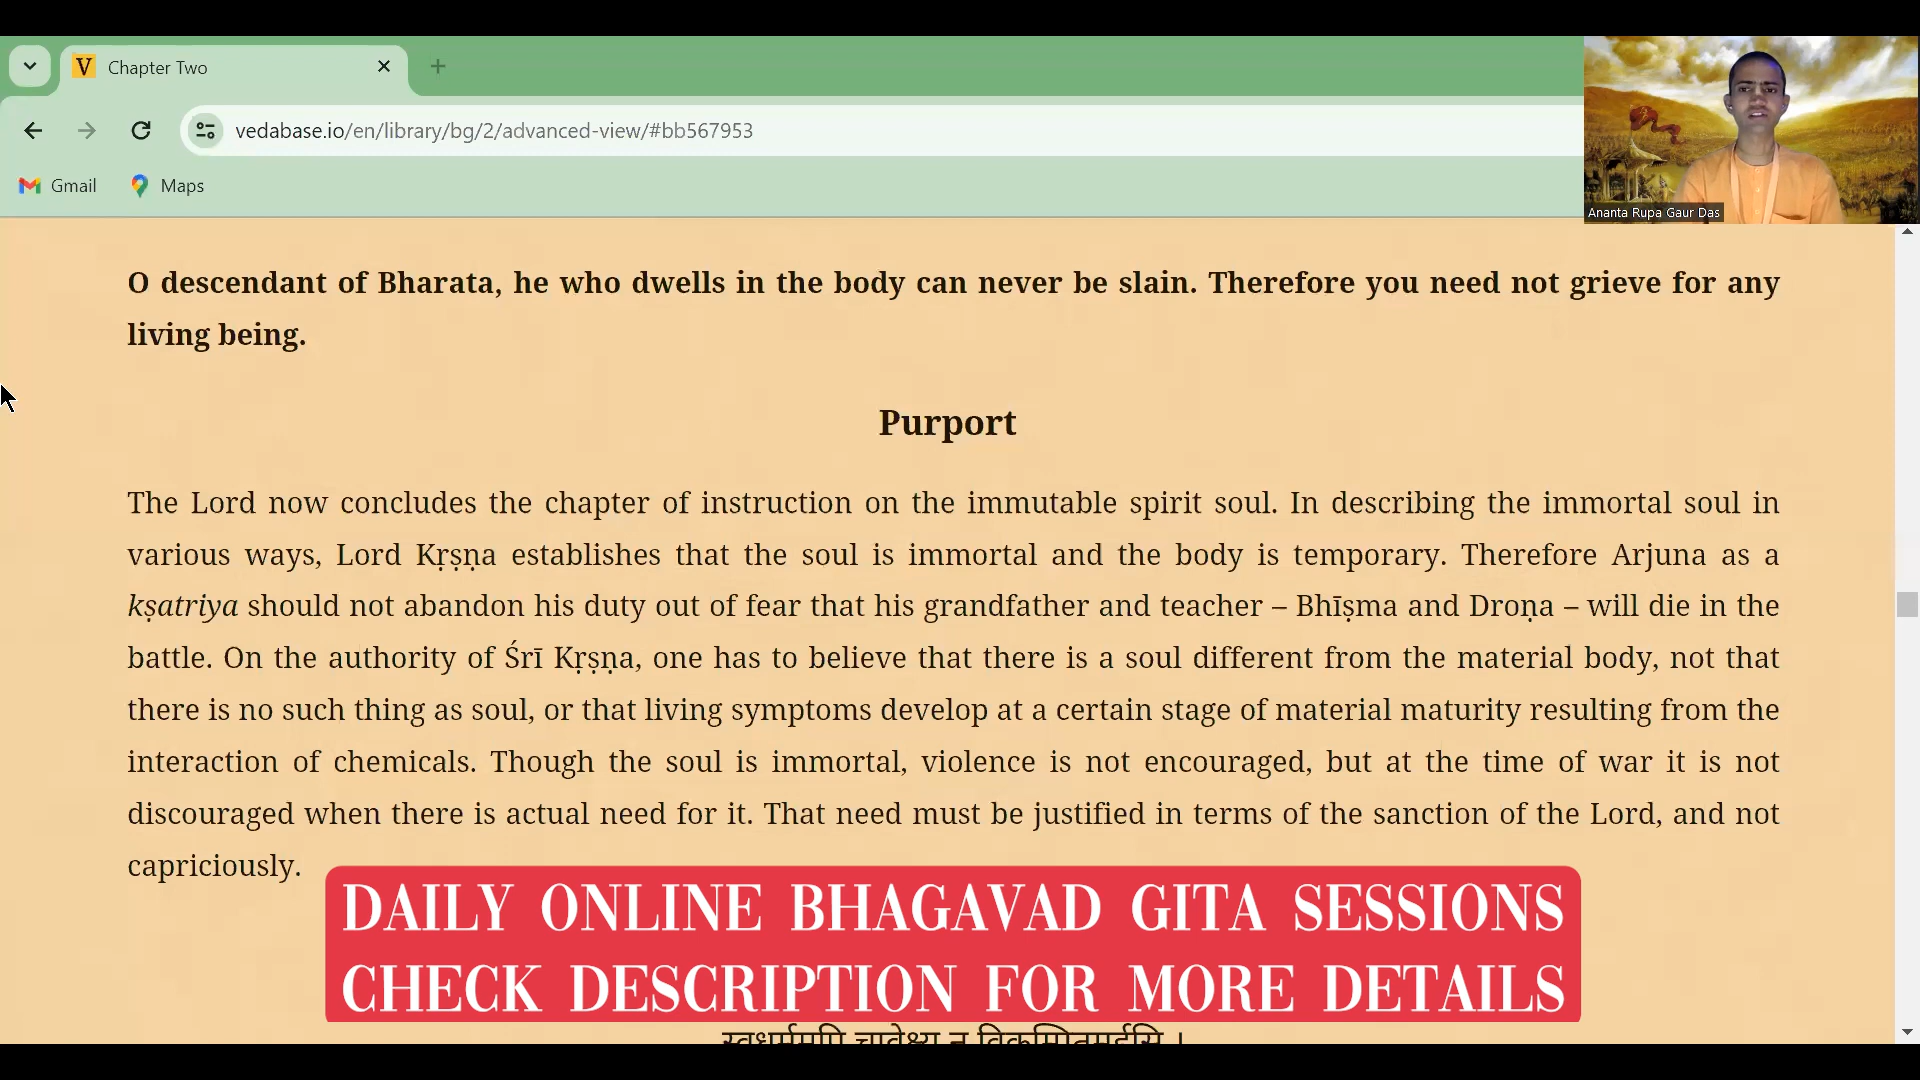 Chapter Two
vedabase.io/en/library/bg/2/advanced-view/#bb567953
Gmail
Maps
Ananta Rupa Gaur Das
O descendant of Bharata, he who dwells in the body can never be slain. Therefore you need not grieve for any
living being.
Purport
The Lord now concludes the chapter of instruction on the immutable spirit soul. In describing the immortal soul in
various ways, Lord Kṛṣṇa establishes that the soul is immortal and the body is temporary. Therefore Arjuna as a
kṣatriya should not abandon his duty out of fear that his grandfather and teacher – Bhīṣma and Droṇa – will die in the
battle. On the authority of Śrī Kṛṣṇa, one has to believe that there is a soul different from the material body, not that
there is no such thing as soul, or that living symptoms develop at a certain stage of material maturity resulting from the
interaction of chemicals. Though the soul is immortal, violence is not encouraged, but at the time of war it is not
discouraged when there is actual need for it. That need must be justified in terms of the sanction of the Lord, and not
capriciously.
DAILY ONLINE BHAGAVAD GITA SESSIONS
CHECK DESCRIPTION FOR MORE DETAILS
स्वधर्ममपि चावेक्ष्य न विकम्पितुमर्हसि ।